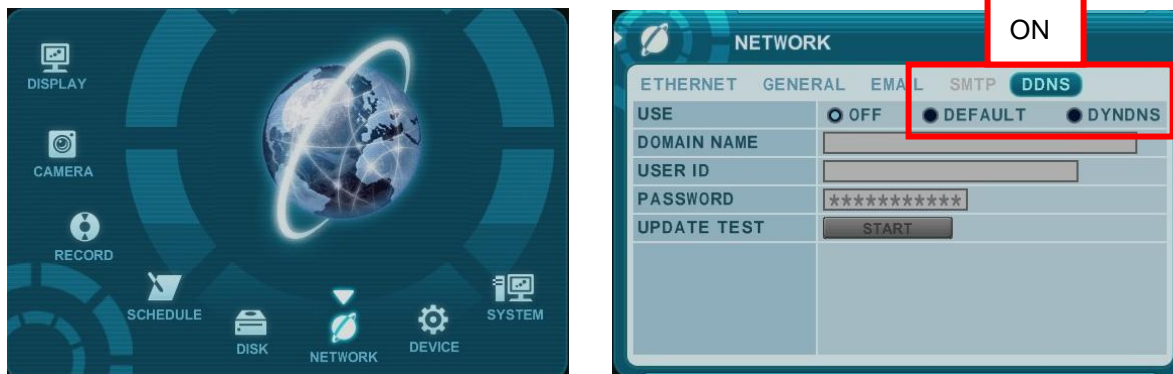 DISPLAY
CAMERA
RECORD
SCHEDULE
DISK
NETWORK
DEVICE
SYSTEM
ON
NETWORK
ETHERNET GENERAL EMAIL SMTP DDNS
USE OFF DEFAULT DYNDNS
DOMAIN NAME
USER ID
PASSWORD ***********
UPDATE TEST START